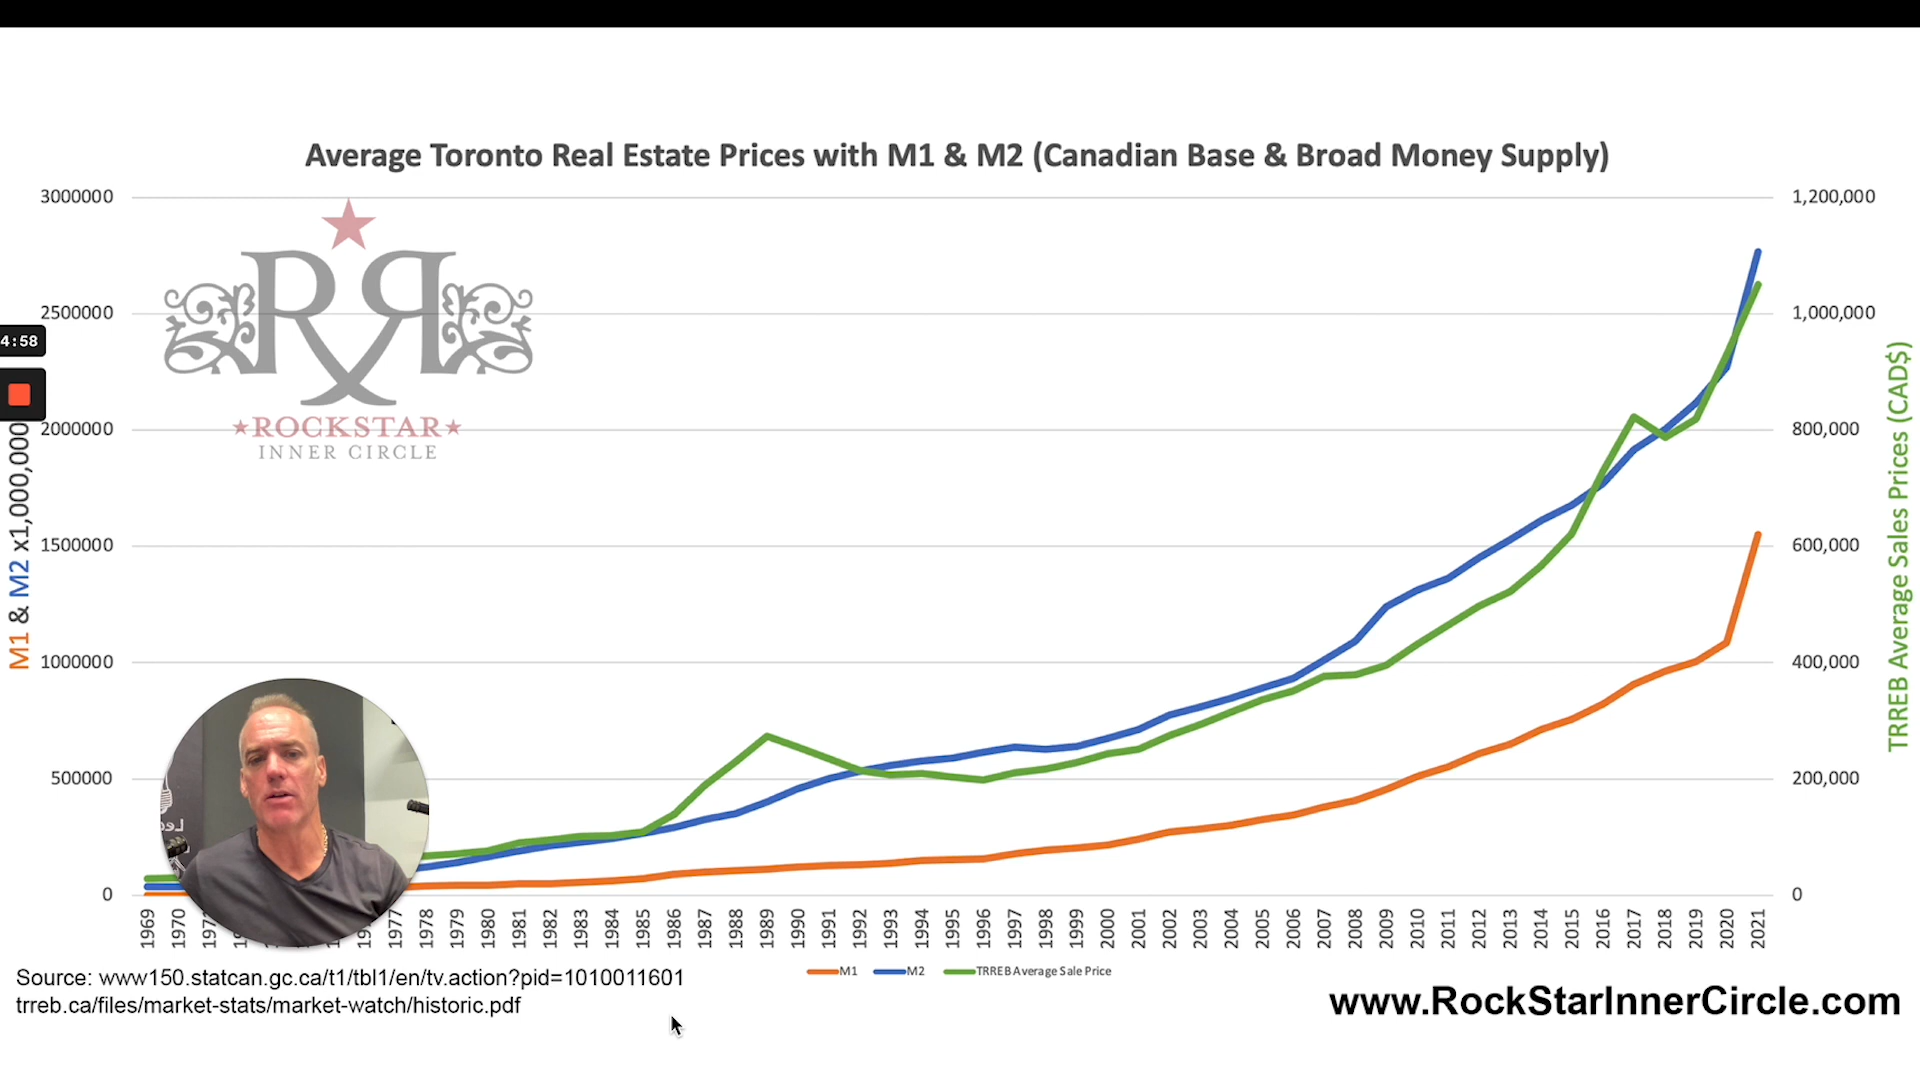 Average Toronto Real Estate Prices with M1 & M2 (Canadian Base & Broad Money Supply)
3000000
2500000
2000000
1500000
1000000
500000
0
1,200,000
1,000,000
800,000
600,000
400,000
200,000
0
4:58
M1 & M2 x1,000,000
TRREB Average Sales Prices (CAD$)
ROCKSTAR
INNER CIRCLE
1969 1970 1977 1978 1979 1980 1981 1982 1983 1984 1985 1986 1987 1988 1989 1990 1991 1992 1993 1994 1995 1996 1997 1998 1999 2000 2001 2002 2003 2004 2005 2006 2007 2008 2009 2010 2011 2012 2013 2014 2015 2016 2017 2018 2019 2020 2021
M1 M2 TRREB Average Sale Price
Source: www150.statcan.gc.ca/t1/tbl1/en/tv.action?pid=1010011601
trreb.ca/files/market-stats/market-watch/historic.pdf
www.RockStarInnerCircle.com